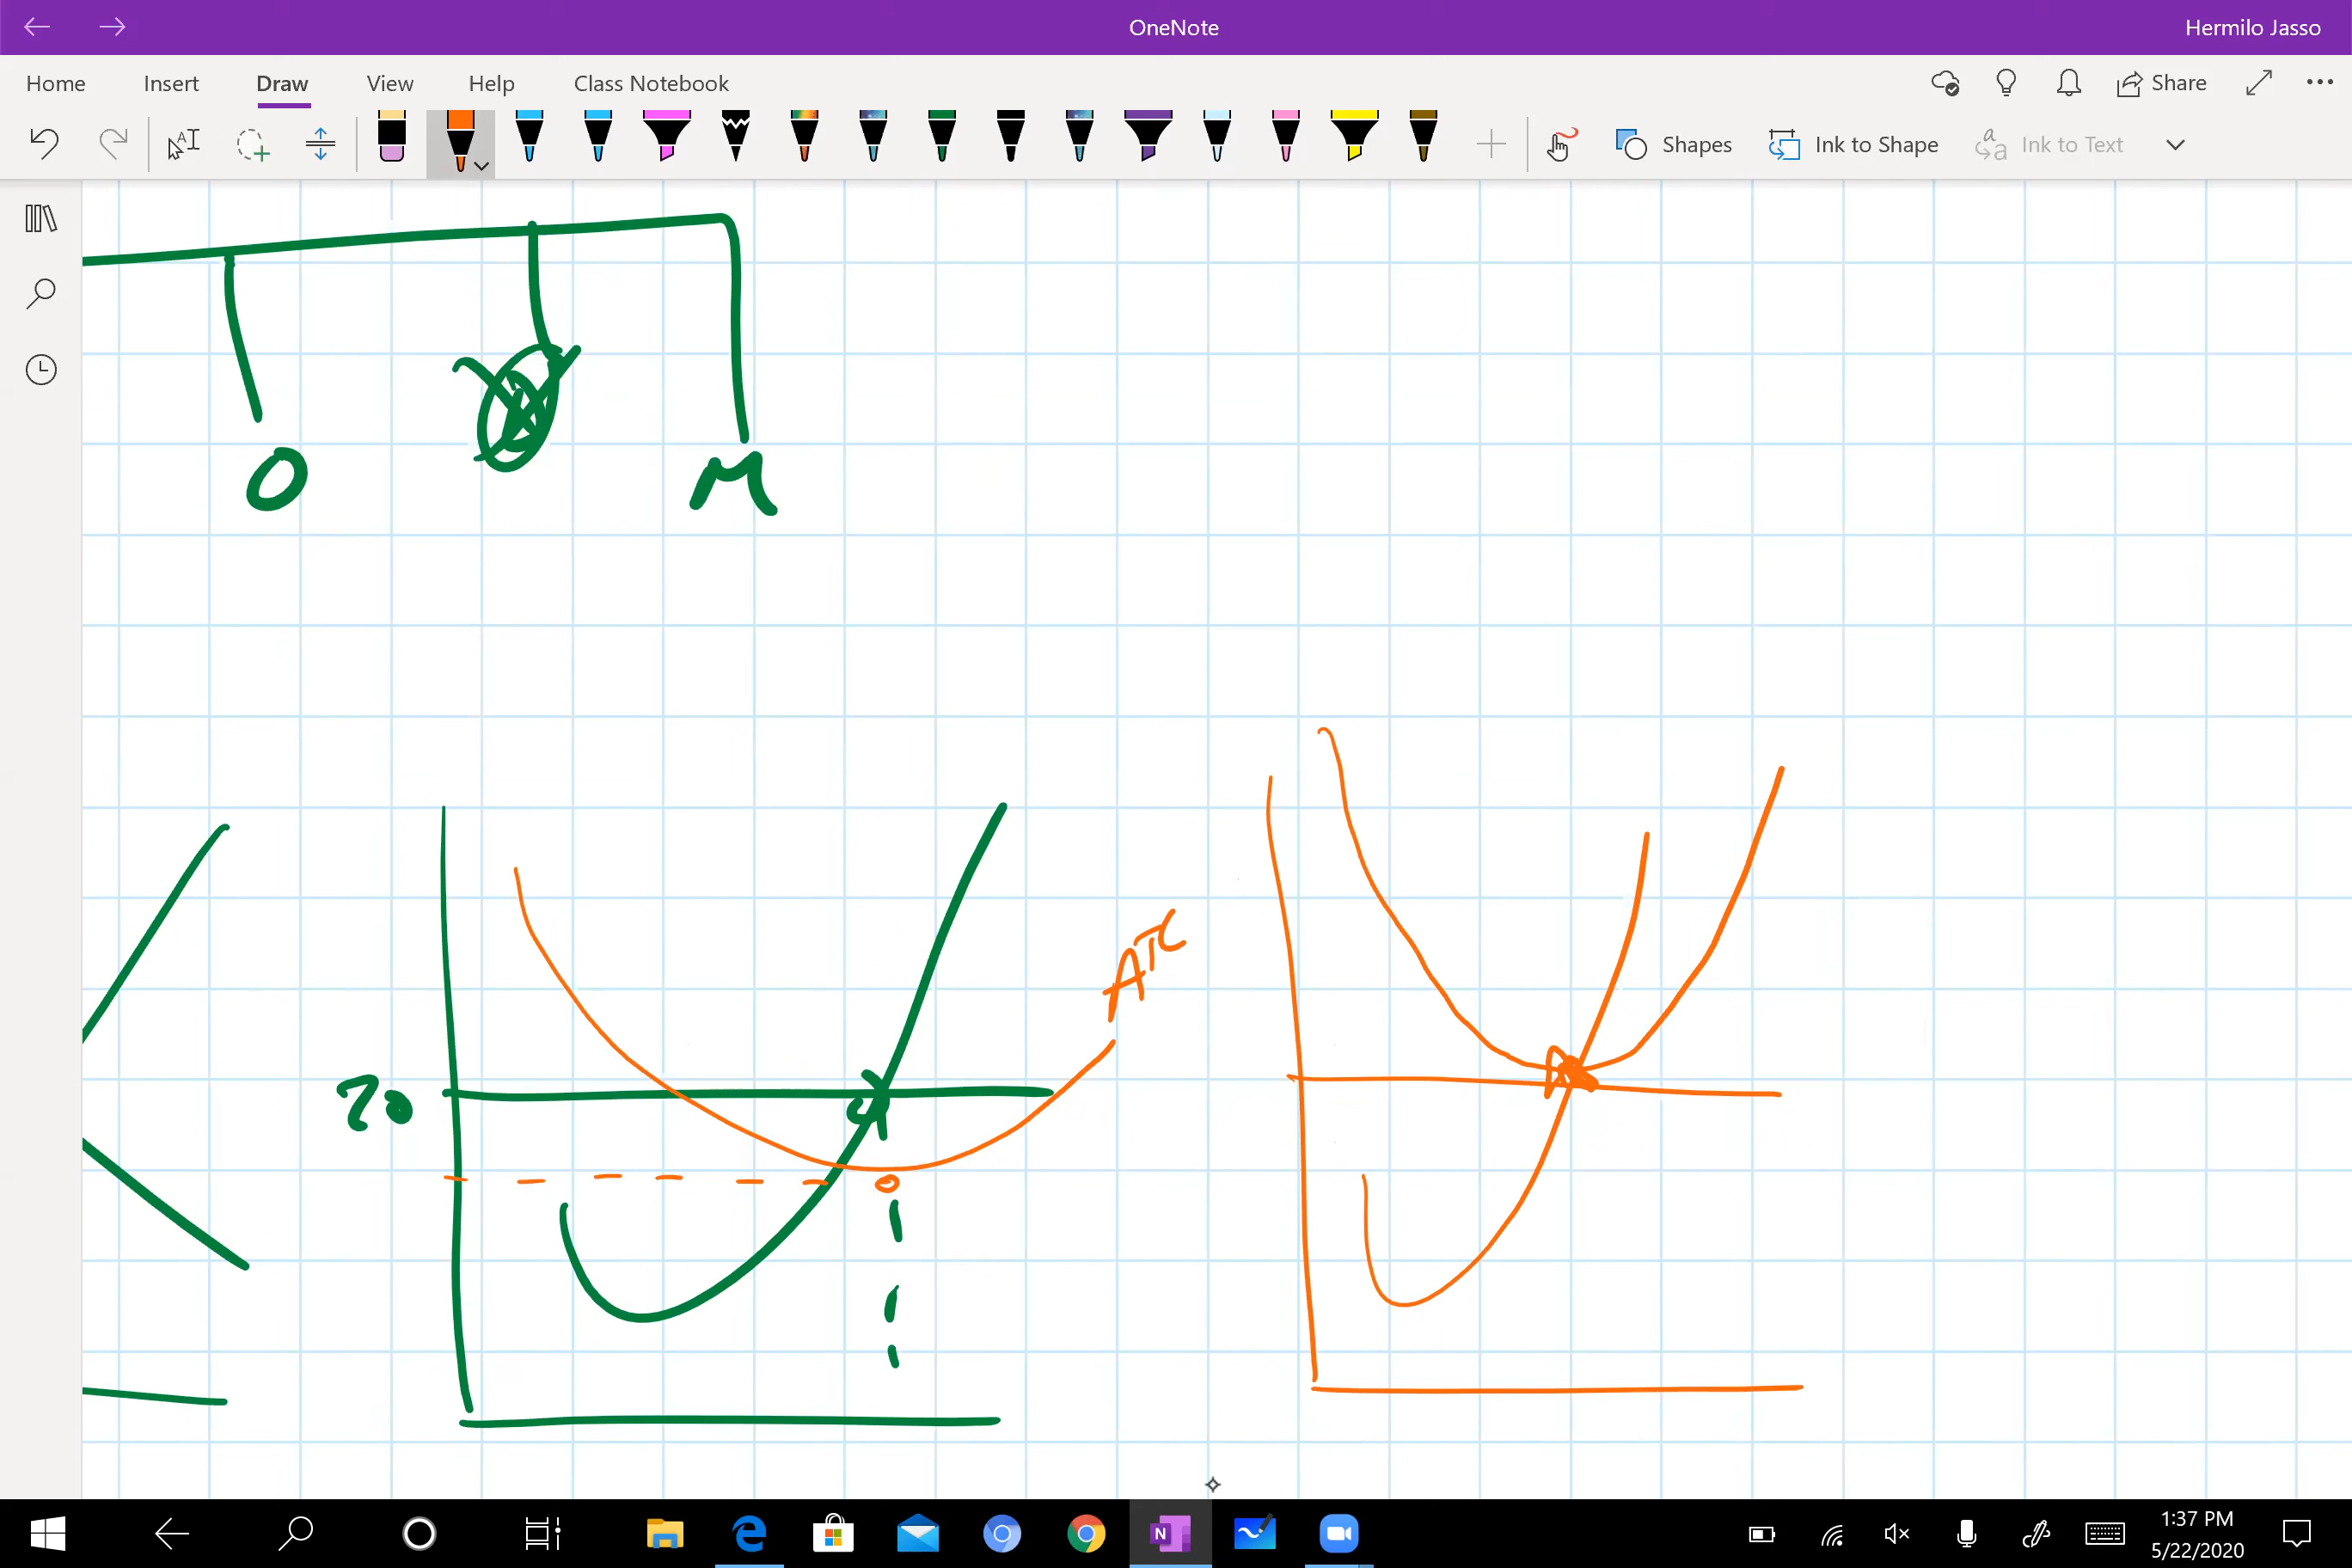 OneNote
Hermilo Jasso
Home Insert Draw View Help Class Notebook Share
Shapes Ink to Shape Ink to Text
O
M
ATC
70
1:37 PM
5/22/2020